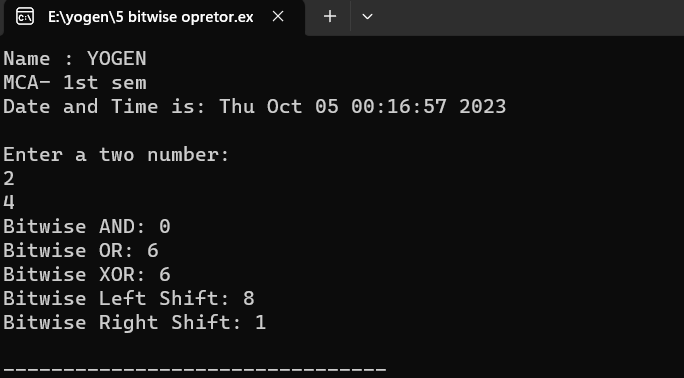 E:\yogen\5 bitwise opretor.ex
Name : YOGEN
MCA- 1st sem
Date and Time is: Thu Oct 05 00:16:57 2023
Enter a two number:
2
4
Bitwise AND: 0
Bitwise OR: 6
Bitwise XOR: 6
Bitwise Left Shift: 8
Bitwise Right Shift: 1
--------------------------------